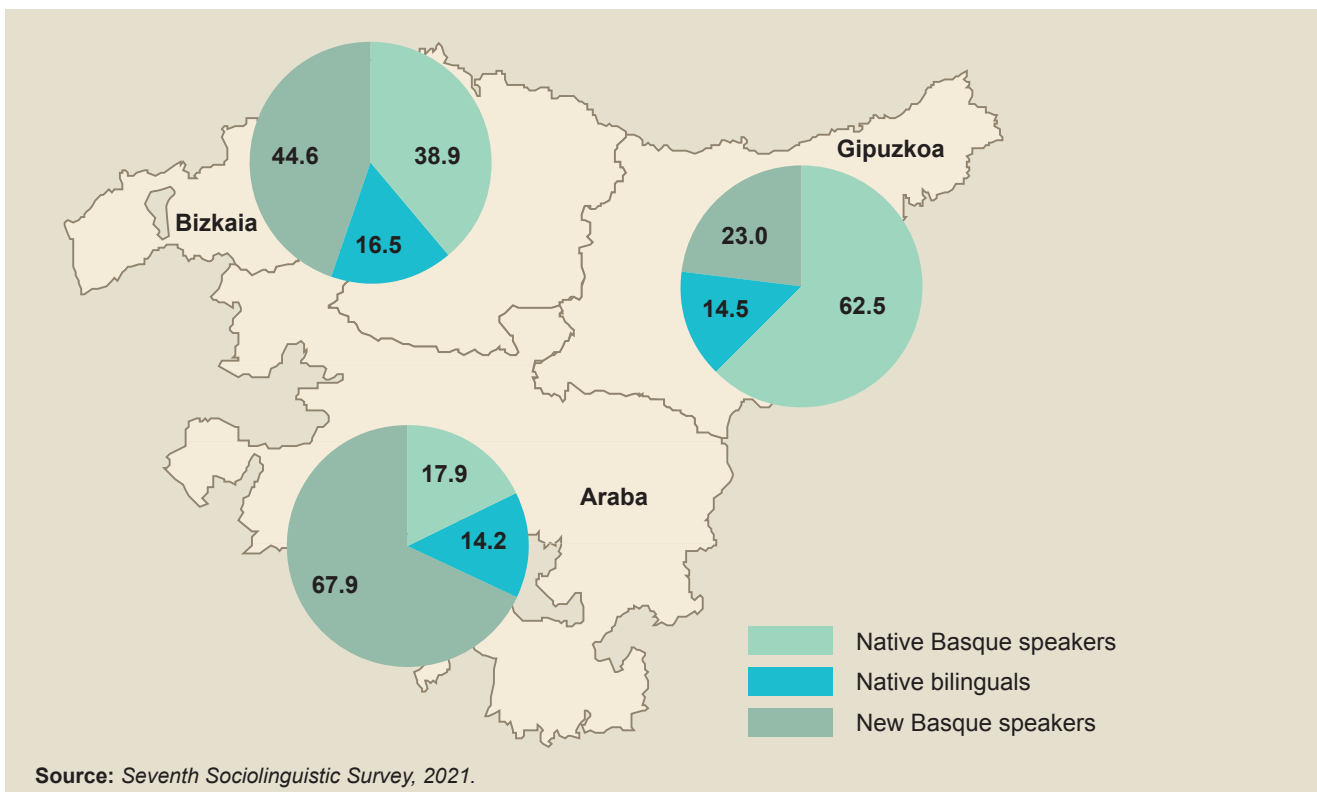 44.6
38.9
16.5
Bizkaia
Gipuzkoa
23.0
14.5
62.5
17.9
14.2
67.9
Araba
Native Basque speakers
Native bilinguals
New Basque speakers
Source: Seventh Sociolinguistic Survey, 2021.